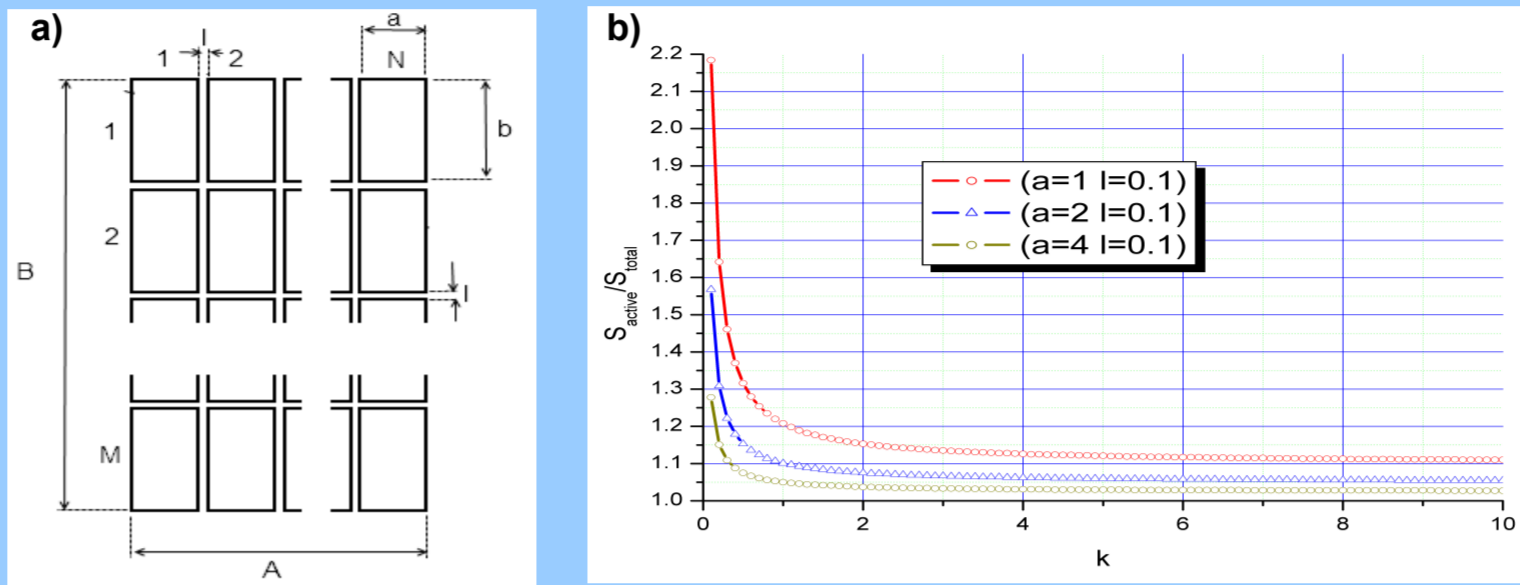 a)
l
a
1
2
N
1
b
2
B
l
M
A
b)
2.2
2.1
2.0
1.9
1.8
1.7
1.6
1.5
1.4
1.3
1.2
1.1
1.0
S_active/S_total
(a=1 l=0.1)
(a=2 l=0.1)
(a=4 l=0.1)
0 2 4 6 8 10
k